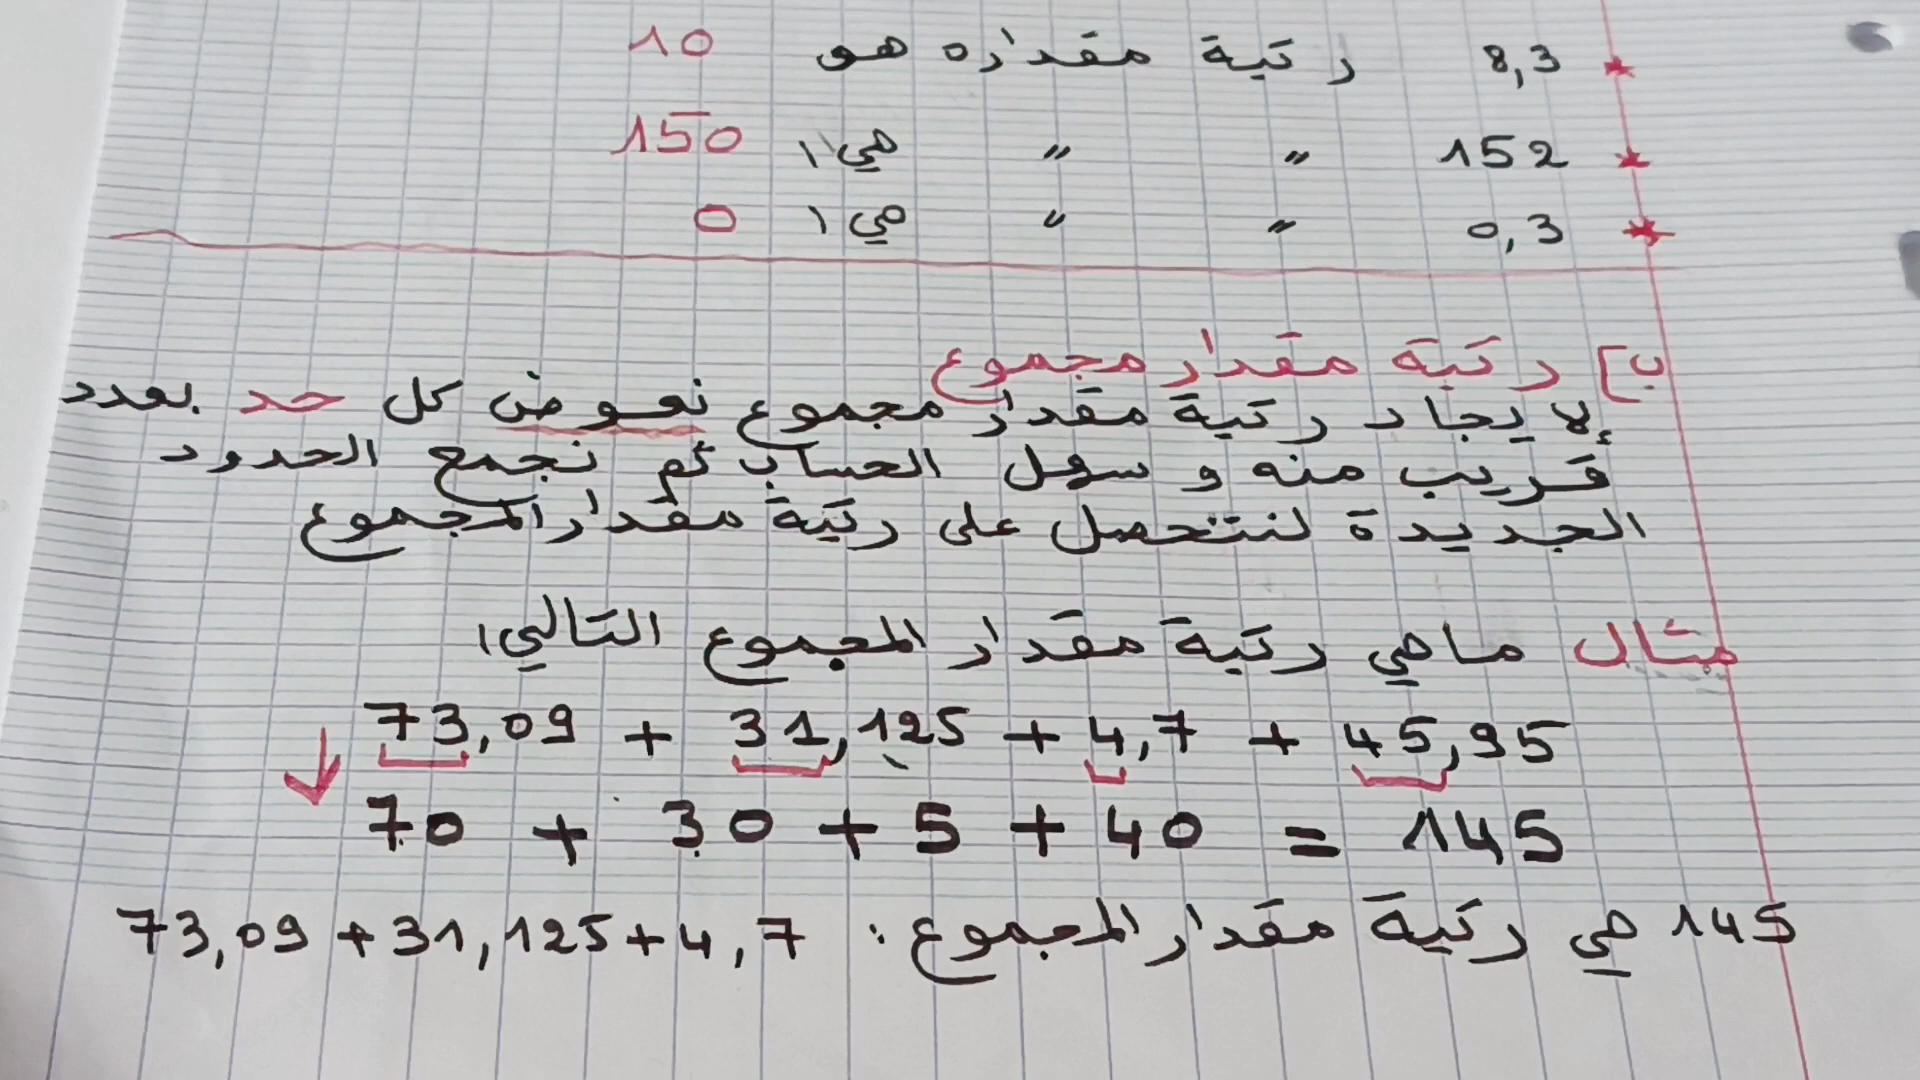 * 8,3 رتبة مقداره هو 10
* 152 " " هي: 150
* 0,3 " " هي: 0
ب] رتبة مقدار مجموع
لإيجاد رتبة مقدار مجموع نعوض كل حد بعدد
قريب منه و سهل الحساب ثم نجمع الحدود
الجديدة لنتحصل على رتبة مقدار المجموع
مثال ماهي رتبة مقدار المجموع التالي:
73,09 + 31,125 + 4,7 + 45,95
70 + 30 + 5 + 40 = 145
145 هي رتبة مقدار المجموع: 73,09 + 31,125 + 4,7